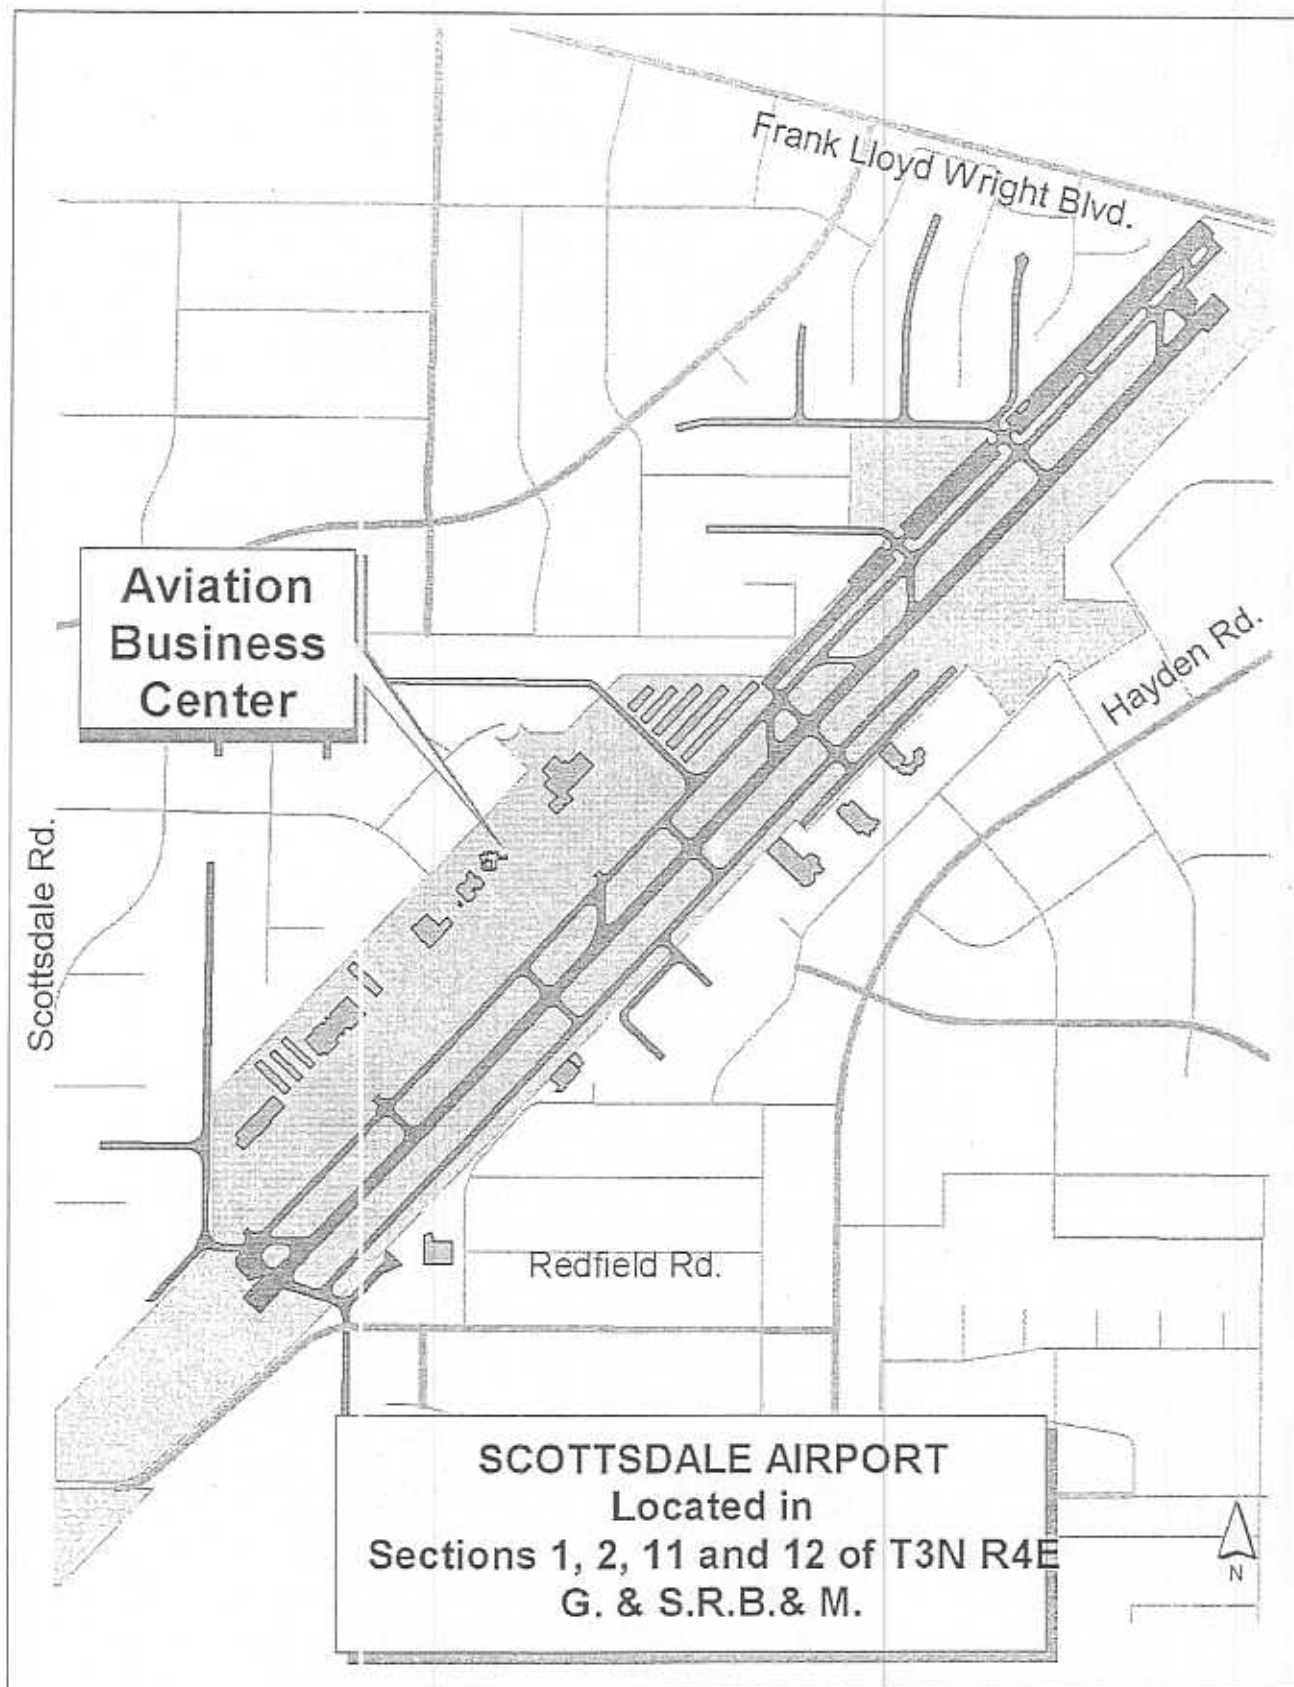 Frank Lloyd Wright Blvd.
Aviation
Business
Center
Hayden Rd.
Scottsdale Rd.
Redfield Rd.
SCOTTSDALE AIRPORT
Located in
Sections 1, 2, 11 and 12 of T3N R4E
G. & S.R.B.& M.
N